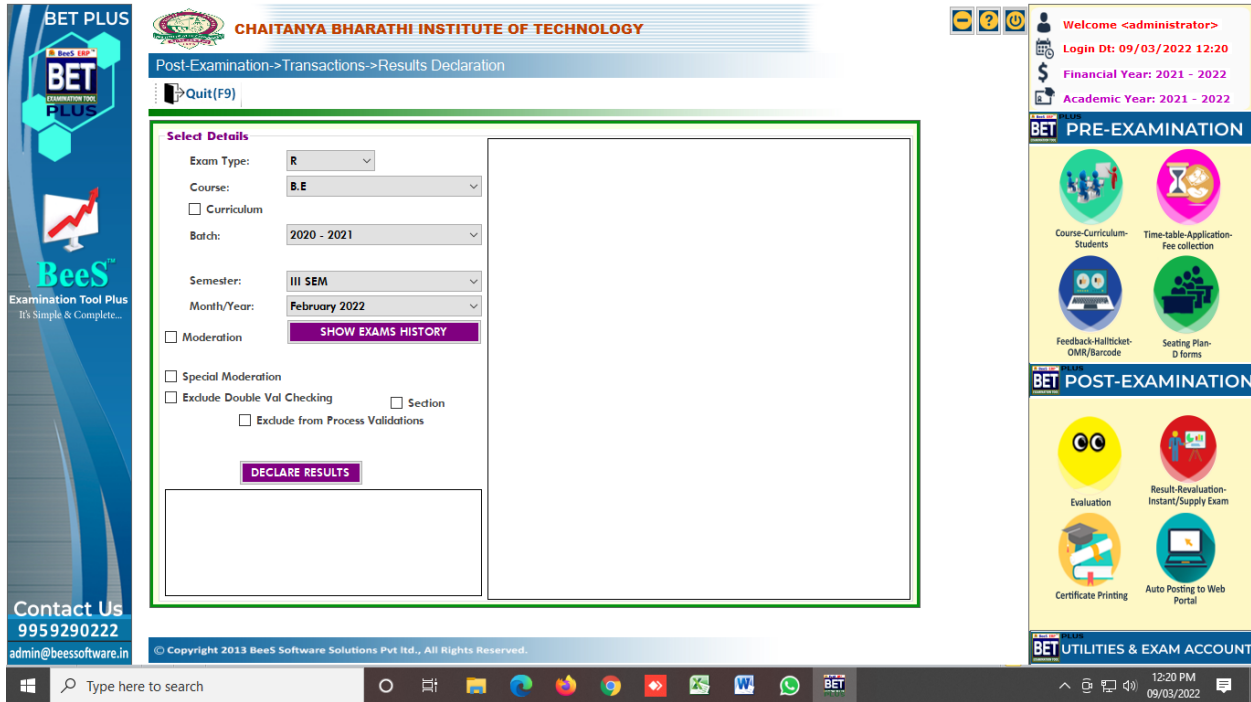 BET PLUS
BeeS ERP
BET
EXAMINATION TOOL
PLUS
BeeS™
Examination Tool Plus
It's Simple & Complete...
Contact Us
9959290222
admin@beessoftware.in
CHAITANYA BHARATHI INSTITUTE OF TECHNOLOGY
Post-Examination->Transactions->Results Declaration
Quit(F9)
Select Details
Exam Type: R
Course: B.E
Curriculum
Batch: 2020 - 2021
Semester: III SEM
Month/Year: February 2022
Moderation SHOW EXAMS HISTORY
Special Moderation
Exclude Double Val Checking Section
Exclude from Process Validations
DECLARE RESULTS
© Copyright 2013 BeeS Software Solutions Pvt ltd., All Rights Reserved.
Welcome <administrator>
Login Dt: 09/03/2022 12:20
Financial Year: 2021 - 2022
Academic Year: 2021 - 2022
PLUS
BET PRE-EXAMINATION
Course-Curriculum-
Students
Time-table-Application-
Fee collection
Feedback-Hallticket-
OMR/Barcode
Seating Plan-
D forms
PLUS
BET POST-EXAMINATION
Evaluation
Result-Revaluation-
Instant/Supply Exam
Certificate Printing
Auto Posting to Web
Portal
PLUS
BET UTILITIES & EXAM ACCOUNT
Type here to search
BET
12:20 PM
09/03/2022